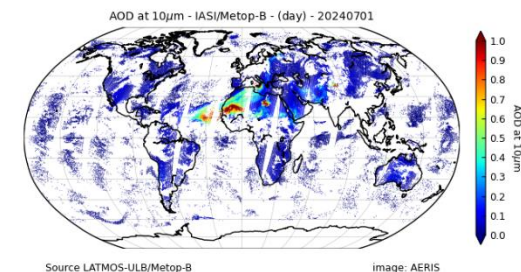 AOD at 10µm - IASI/Metop-B - (day) - 20240701
1.0
0.9
0.8
0.7
0.6
0.5
0.4
0.3
0.2
0.1
0.0
AOD at 10µm
Source LATMOS-ULB/Metop-B
image: AERIS